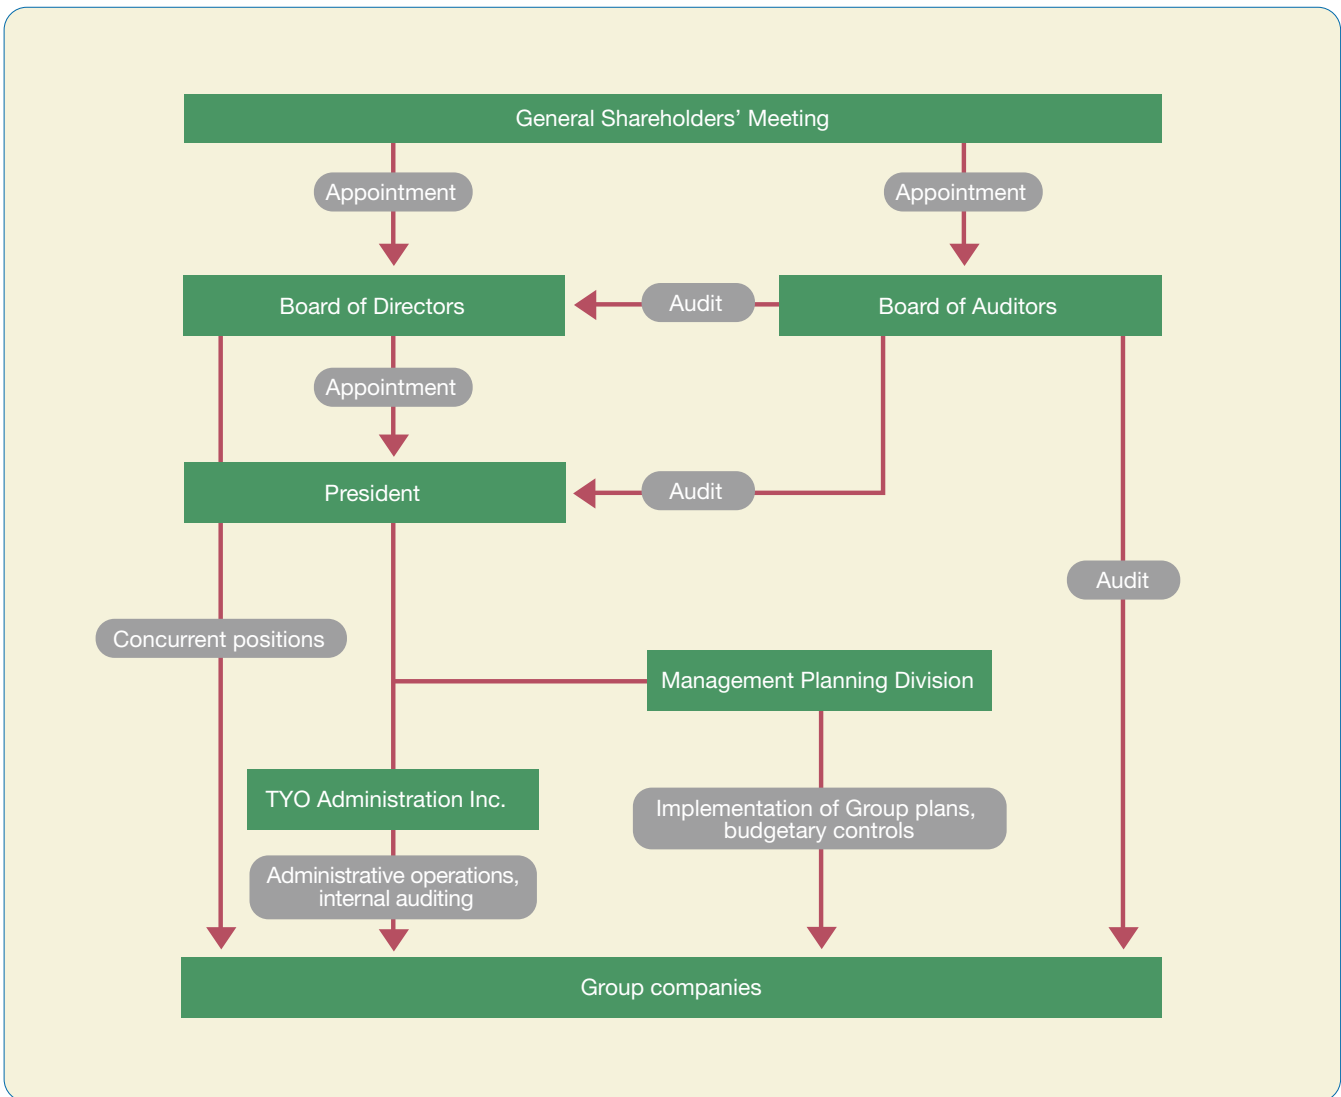 General Shareholders’ Meeting
Appointment
Appointment
Board of Directors
Audit
Board of Auditors
Appointment
President
Audit
Audit
Concurrent positions
Management Planning Division
TYO Administration Inc.
Implementation of Group plans,
budgetary controls
Administrative operations,
internal auditing
Group companies